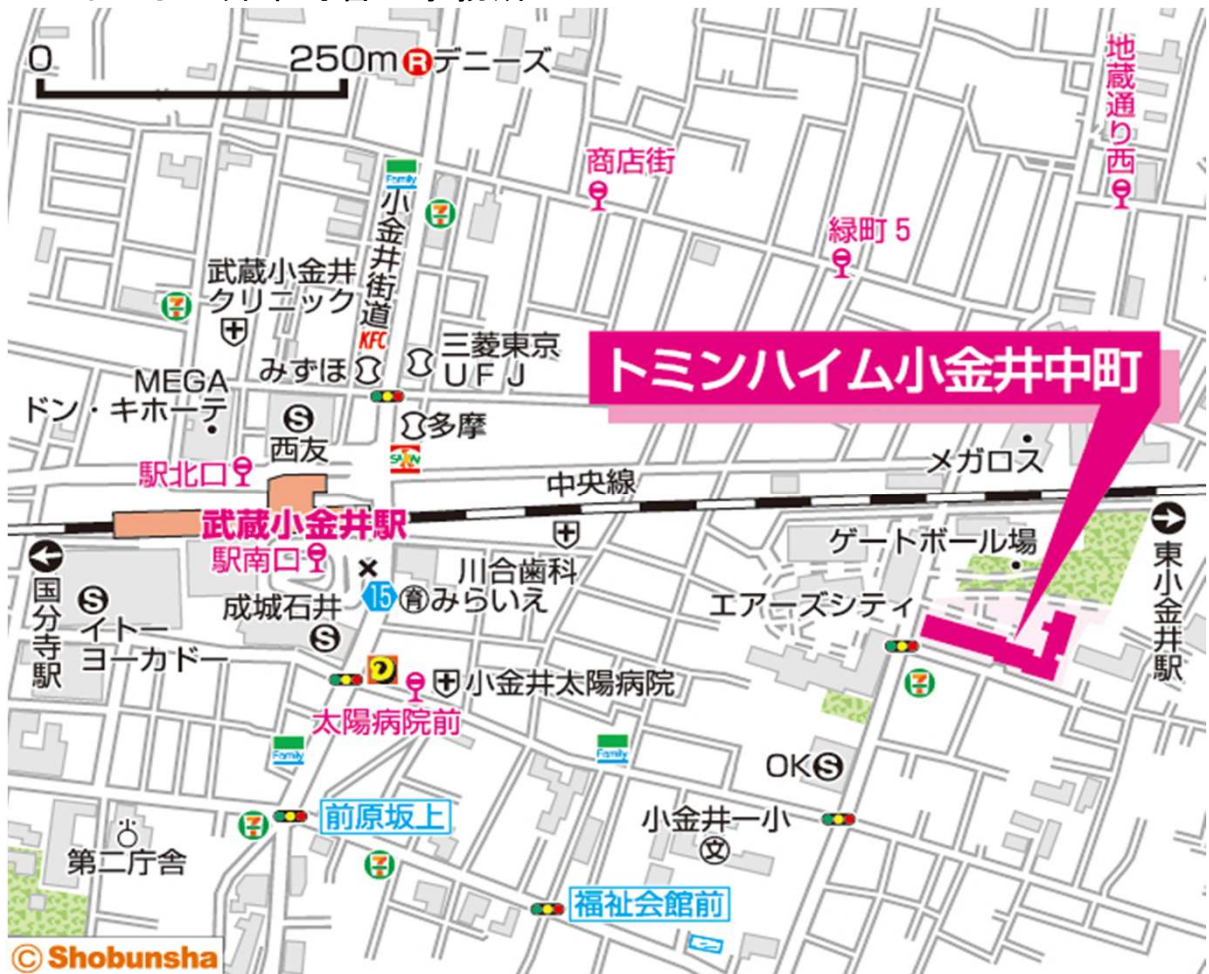 0 250m
R デニーズ
地蔵通り西
商店街
Family
小金井街道
7
緑町 5
武蔵小金井
クリニック
7
KFC
三菱東京
UFJ
みずほ
トミンハイム小金井中町
MEGA
ドン・キホーテ
S
西友
多摩
メガロス
駅北口
中央線
武蔵小金井駅
駅南口
川合歯科
ゲートボール場
東小金井駅
国分寺駅
S
イトー
ヨーカドー
成城石井
S
15
育 みらいえ
エアーズシティ
小金井太陽病院
7
太陽病院前
Family
Family
OK S
前原坂上
7
小金井一小
文
第二庁舎
7
福祉会館前
© Shobunsha